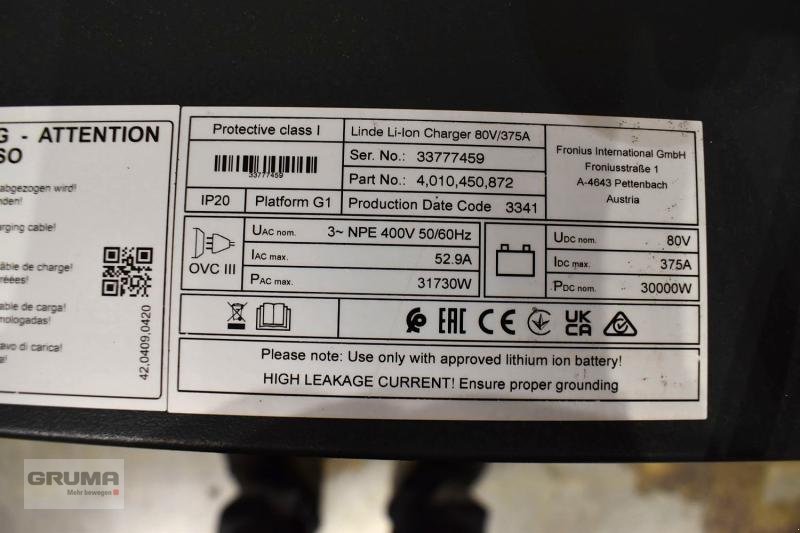 G - ATTENTION
SO
abgezogen wird!
nden!
arging cable!
âble de charge!
réées!
able de carga!
mologadas!
avo di carica!
a!
42,0409,0420
Protective class I
33777459
IP20
Platform G1
Linde Li-Ion Charger 80V/375A
Ser. No.: 33777459
Part No.: 4,010,450,872
Production Date Code 3341
Fronius International GmbH
Froniusstraße 1
A-4643 Pettenbach
Austria
OVC III
UAC nom. 3~ NPE 400V 50/60Hz
IAC max. 52.9A
PAC max. 31730W
UDC nom. 80V
IDC max. 375A
PDC nom. 30000W
EAC CE UK CA
Please note: Use only with approved lithium ion battery!
HIGH LEAKAGE CURRENT! Ensure proper grounding
GRUMA
Mehr bewegen